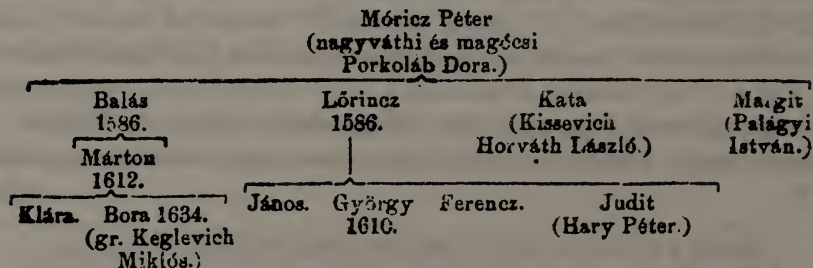 Móricz Péter
(nagyváthi és magócsi
Porkoláb Dora.)
Balás Lőrincz Kata Margit
1586. 1586. (Kissevich (Palágyi
Horváth László.) István.)
Márton
1612.
Klára. Bora 1634. János. György Ferencz. Judit
(gr. Keglevich 1610. (Hary Péter.)
Miklós.)